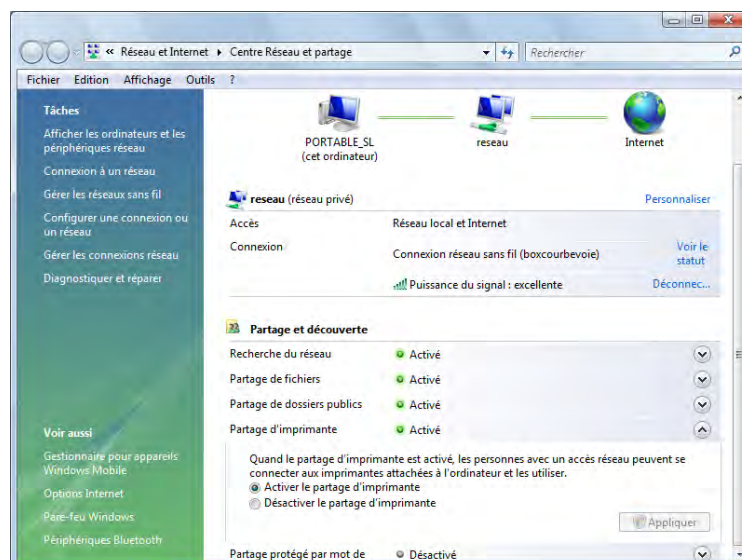 « Réseau et Internet ▸ Centre Réseau et partage
Rechercher
Fichier Edition Affichage Outils ?
Tâches
Afficher les ordinateurs et les
périphériques réseau
Connexion à un réseau
Gérer les réseaux sans fil
Configurer une connexion ou
un réseau
Gérer les connexions réseau
Diagnostiquer et réparer
Voir aussi
Gestionnaire pour appareils
Windows Mobile
Options Internet
Pare-feu Windows
Périphériques Bluetooth
PORTABLE_SL
(cet ordinateur)
reseau
Internet
reseau (réseau privé)
Personnaliser
Accès
Réseau local et Internet
Connexion
Connexion réseau sans fil (boxcourbevoie)
Voir le
statut
Puissance du signal : excellente
Déconnec...
Partage et découverte
Recherche du réseau
Activé
Partage de fichiers
Activé
Partage de dossiers publics
Activé
Partage d'imprimante
Activé
Quand le partage d'imprimante est activé, les personnes avec un accès réseau peuvent se
connecter aux imprimantes attachées à l'ordinateur et les utiliser.
Activer le partage d'imprimante
Désactiver le partage d'imprimante
Appliquer
Partage protégé par mot de
Désactivé